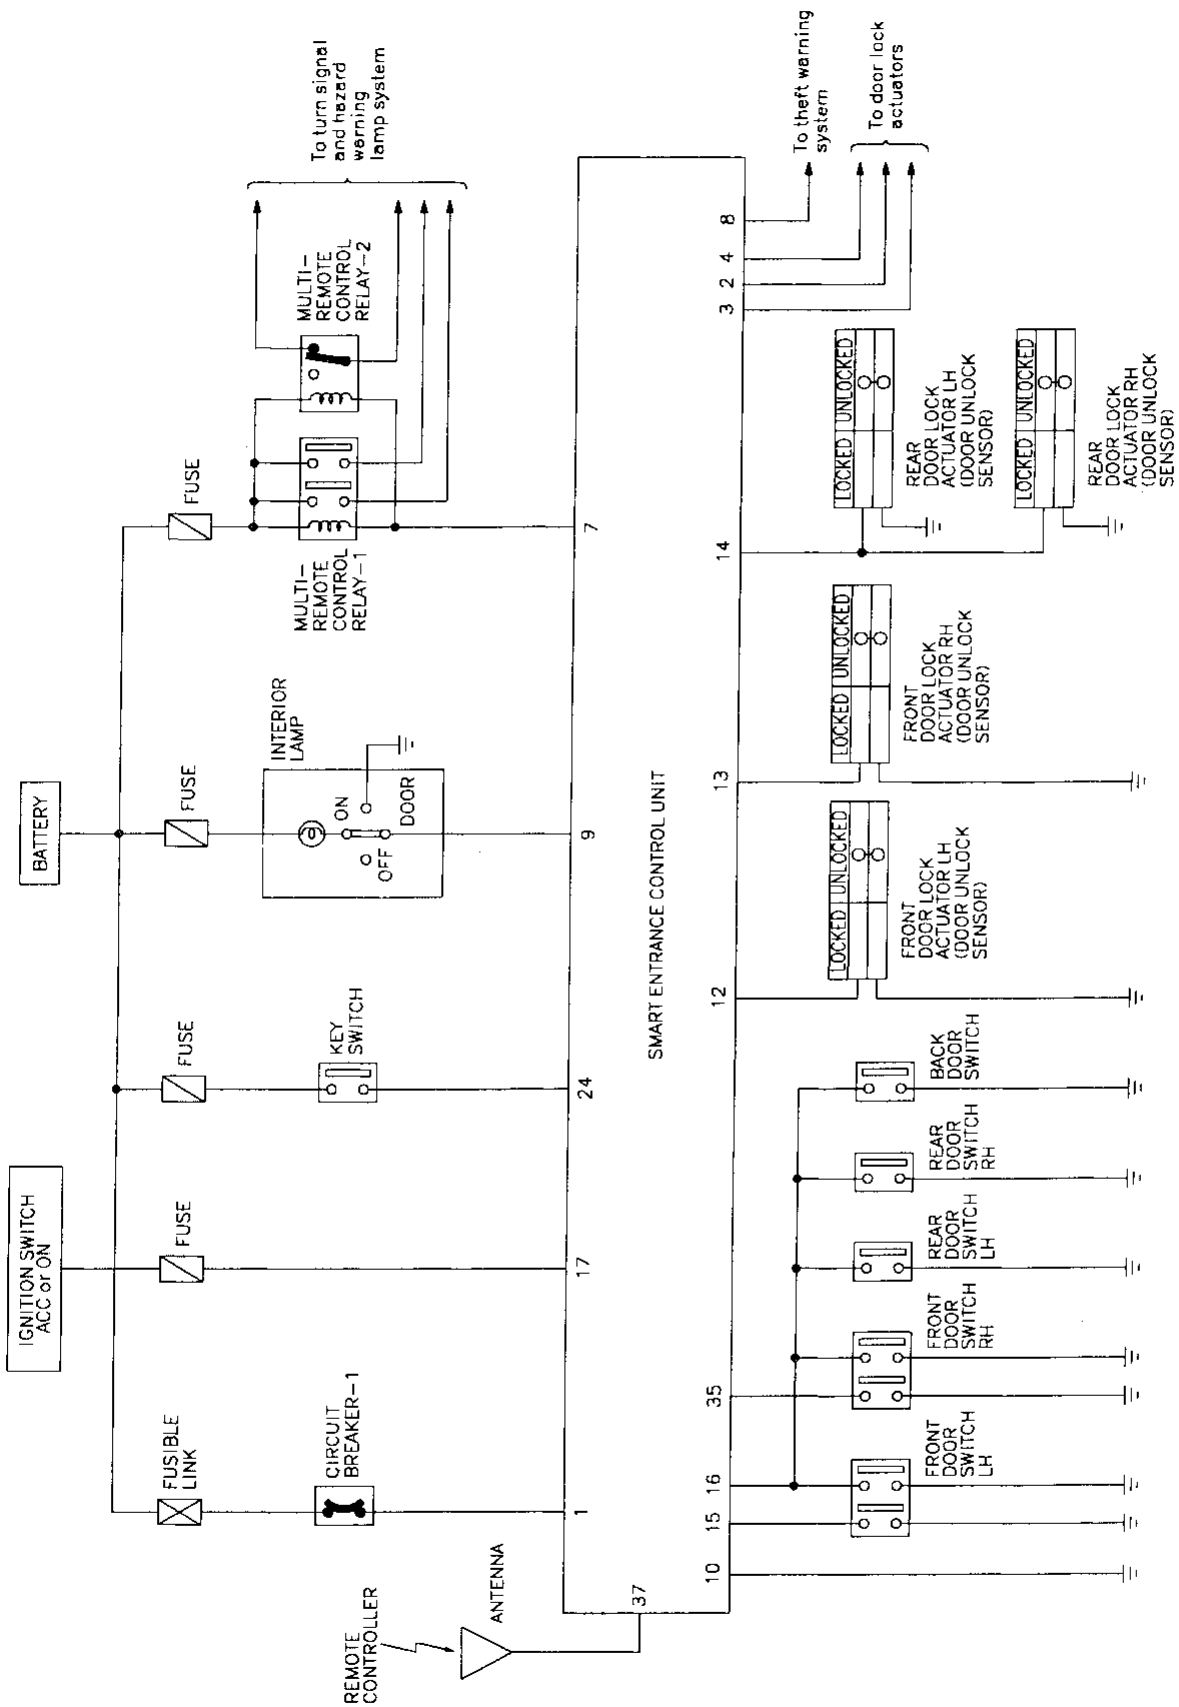 BATTERY
IGNITION SWITCH
ACC or ON
FUSIBLE
LINK
FUSE
FUSE
FUSE
FUSE
CIRCUIT
BREAKER-1
KEY
SWITCH
INTERIOR
LAMP
ON
OFF
DOOR
MULTI-
REMOTE
CONTROL
RELAY-1
MULTI-
REMOTE
CONTROL
RELAY-2
To turn signal
and hazard
warning
lamp system
REMOTE
CONTROLLER
ANTENNA
1
17
24
9
7
37
SMART ENTRANCE CONTROL UNIT
10
15
16
35
12
13
14
3
2
4
8
To theft warning
system
To door lock
actuators
FRONT
DOOR
SWITCH
LH
FRONT
DOOR
SWITCH
RH
REAR
DOOR
SWITCH
LH
REAR
DOOR
SWITCH
RH
BACK
DOOR
SWITCH
LOCKED UNLOCKED
FRONT
DOOR LOCK
ACTUATOR LH
(DOOR UNLOCK
SENSOR)
LOCKED UNLOCKED
FRONT
DOOR LOCK
ACTUATOR RH
(DOOR UNLOCK
SENSOR)
LOCKED UNLOCKED
REAR
DOOR LOCK
ACTUATOR LH
(DOOR UNLOCK
SENSOR)
LOCKED UNLOCKED
REAR
DOOR LOCK
ACTUATOR RH
(DOOR UNLOCK
SENSOR)